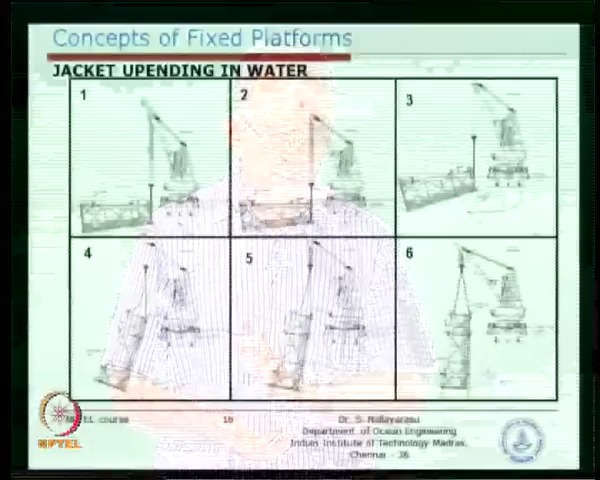 Concepts of Fixed Platforms
JACKET UPENDING IN WATER
1
2
3
4
5
6
course
16
Dr. S. Nallayarasu
Department of Ocean Engineering
Indian Institute of Technology Madras,
Chennai - 36
NPTEL